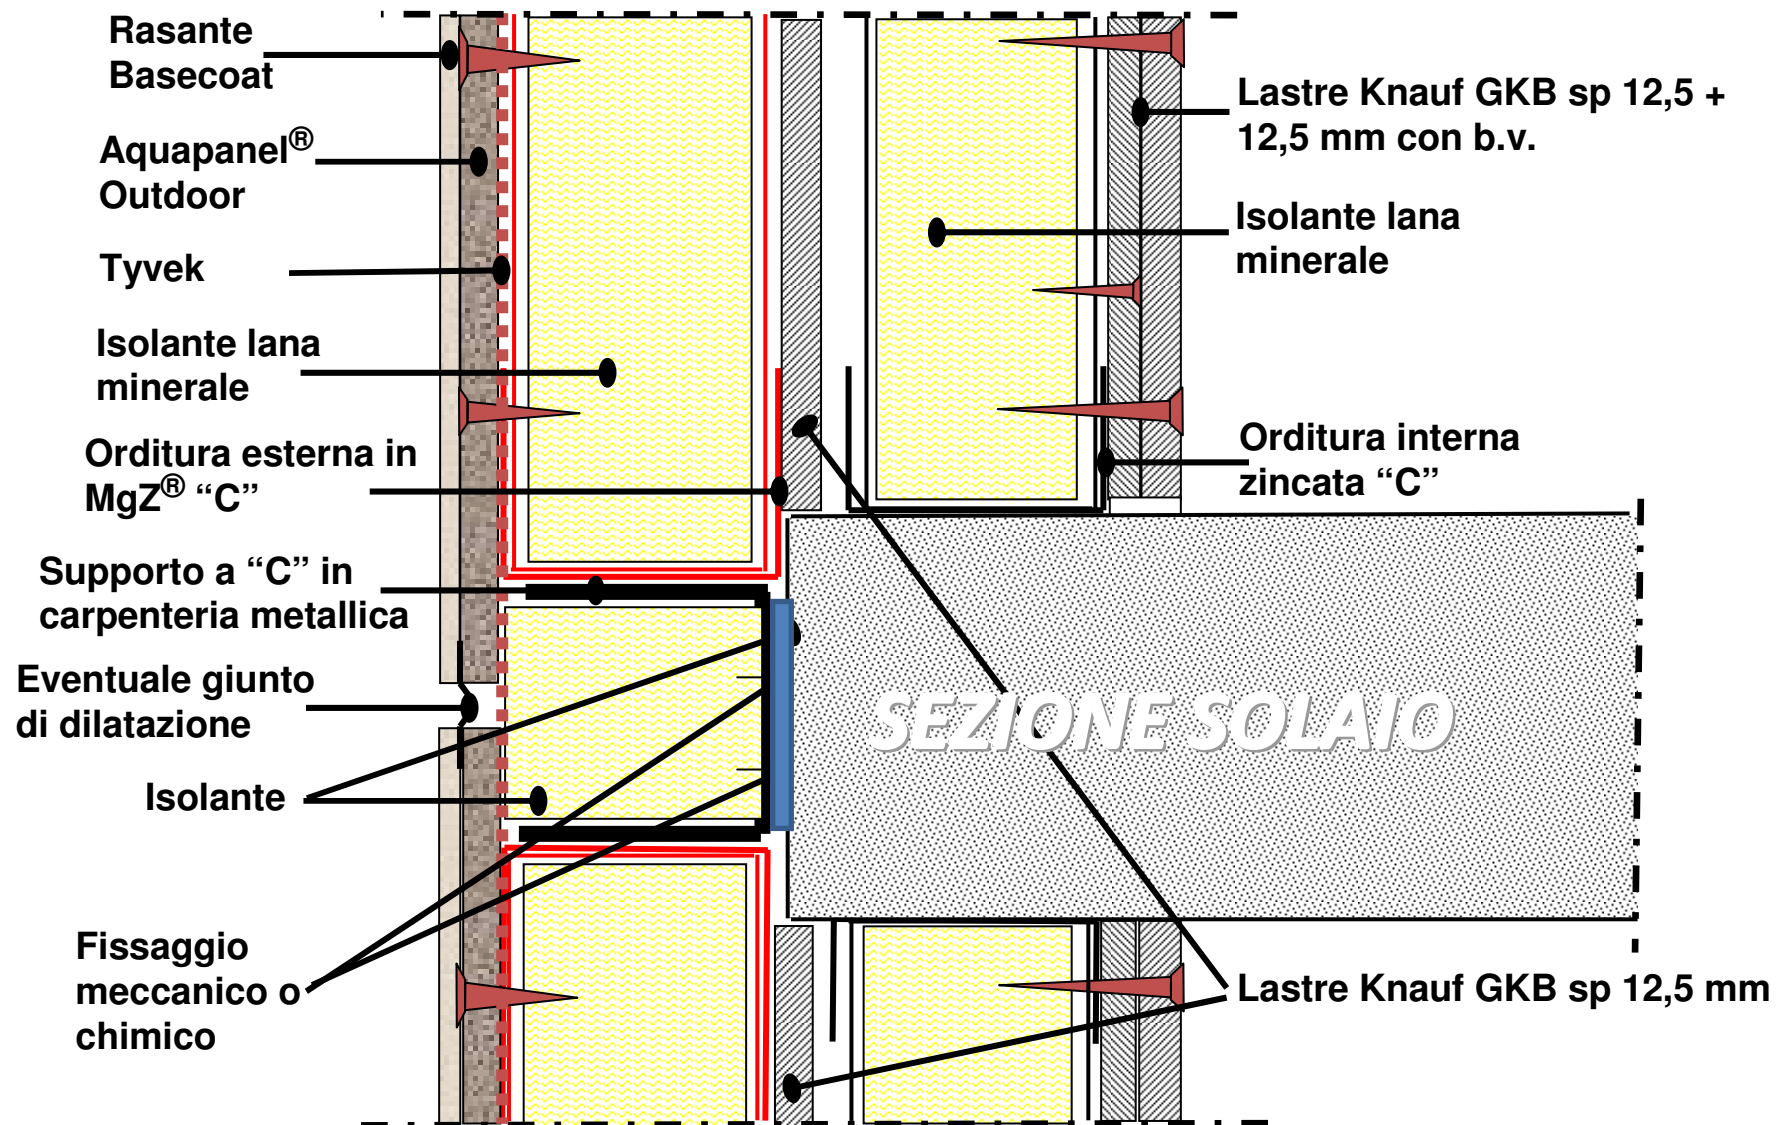 Rasante
Basecoat
Aquapanel®
Outdoor
Tyvek
Isolante lana
minerale
Orditura esterna in
MgZ® “C”
Supporto a “C” in
carpenteria metallica
Eventuale giunto
di dilatazione
Isolante
Fissaggio
meccanico o
chimico
Lastre Knauf GKB sp 12,5 +
12,5 mm con b.v.
Isolante lana
minerale
Orditura interna
zincata “C”
SEZIONE SOLAIO
Lastre Knauf GKB sp 12,5 mm